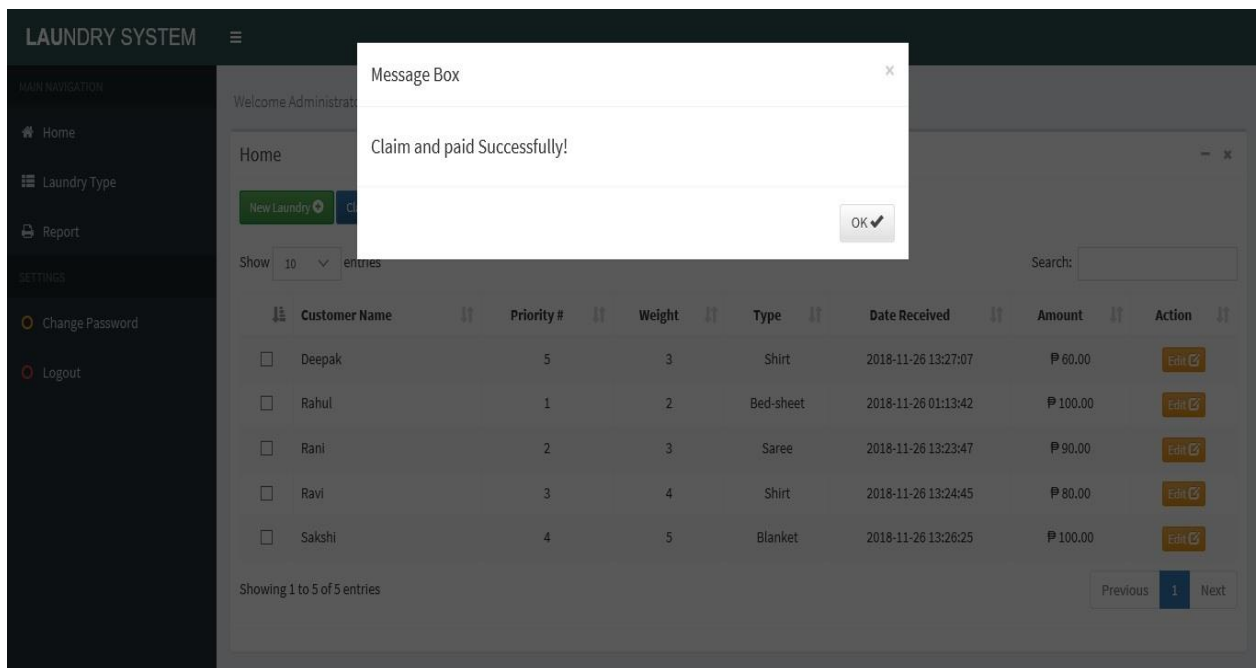 LAUNDRY SYSTEM
Message Box
MAIN NAVIGATION
Welcome
Claim and paid Successfully!
Home
Home
Laundry Type
New Laundry
OK
Report
Show 10 entries Search:
SETTINGS
Customer Name Priority # Weight Type Date Received Amount Action
Change Password
Deepak 5 3 Shirt 2018-11-26 13:27:07 ₱ 60.00 Edit
Logout
Rahul 1 2 Bed-sheet 2018-11-26 01:13:42 ₱ 100.00 Edit
Rani 2 3 Saree 2018-11-26 13:23:47 ₱ 90.00 Edit
Ravi 3 4 Shirt 2018-11-26 13:24:45 ₱ 80.00 Edit
Sakshi 4 5 Blanket 2018-11-26 13:26:25 ₱ 100.00 Edit
Showing 1 to 5 of 5 entries
Previous 1 Next